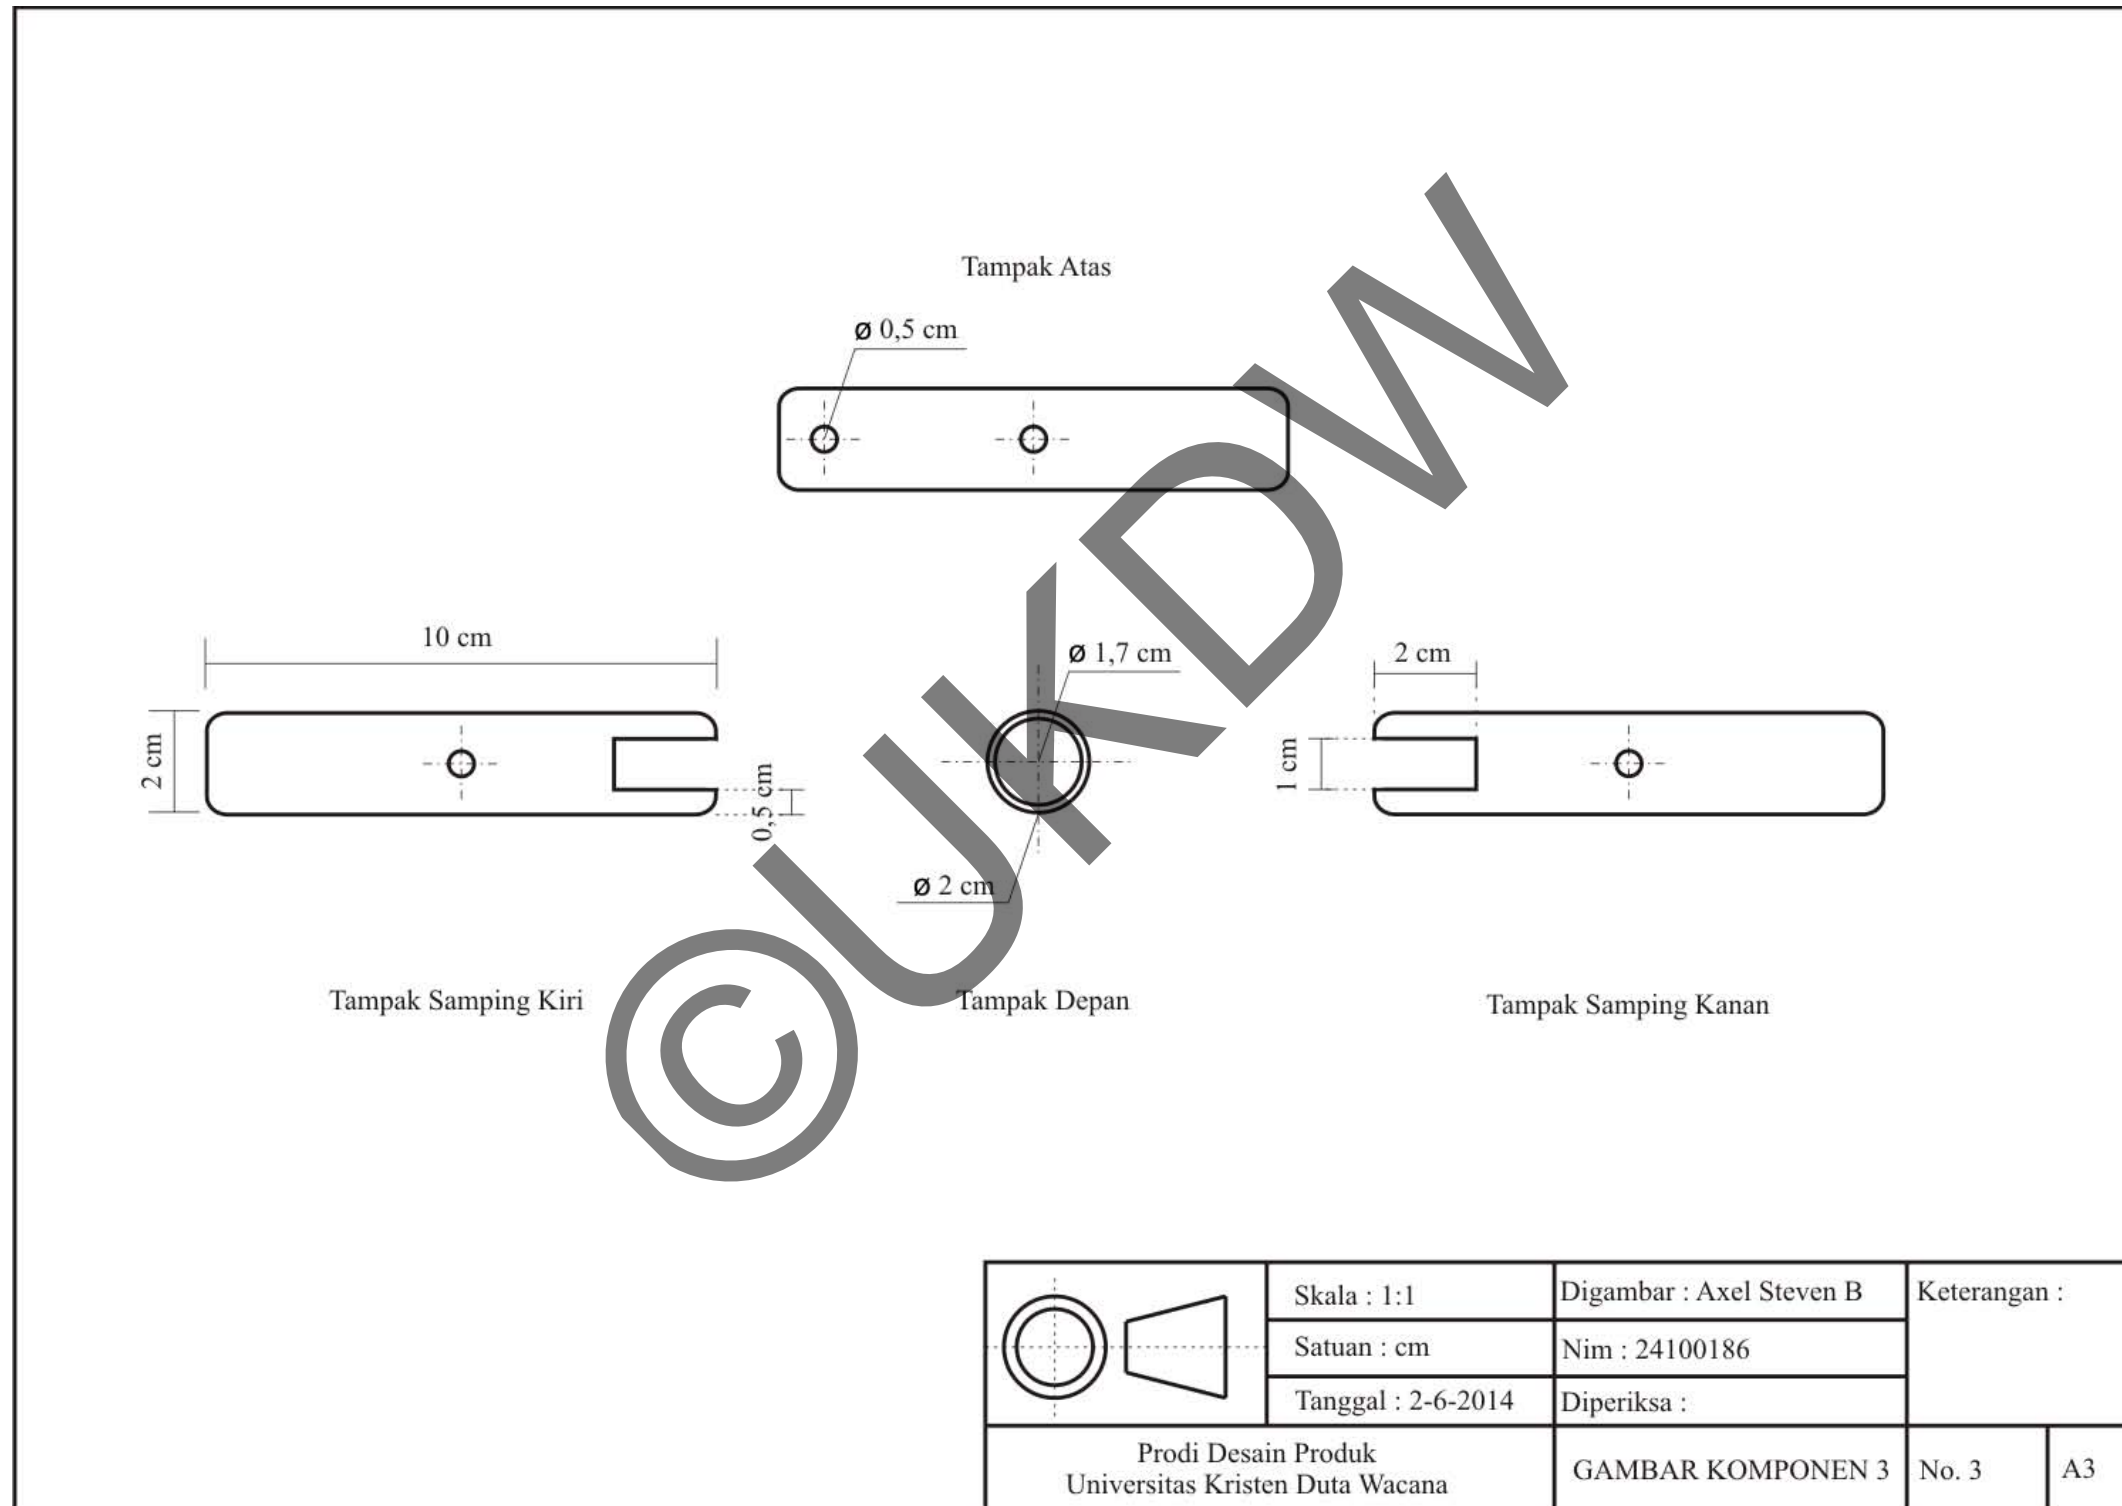 Tampak Atas
ø 0,5 cm
10 cm
2 cm
0,5 cm
ø 1,7 cm
ø 2 cm
2 cm
1 cm
Tampak Samping Kiri
Tampak Depan
Tampak Samping Kanan
©UKDW
Skala : 1:1
Satuan : cm
Tanggal : 2-6-2014
Digambar : Axel Steven B
Nim : 24100186
Diperiksa :
Keterangan :
Prodi Desain Produk
Universitas Kristen Duta Wacana
GAMBAR KOMPONEN 3
No. 3
A3